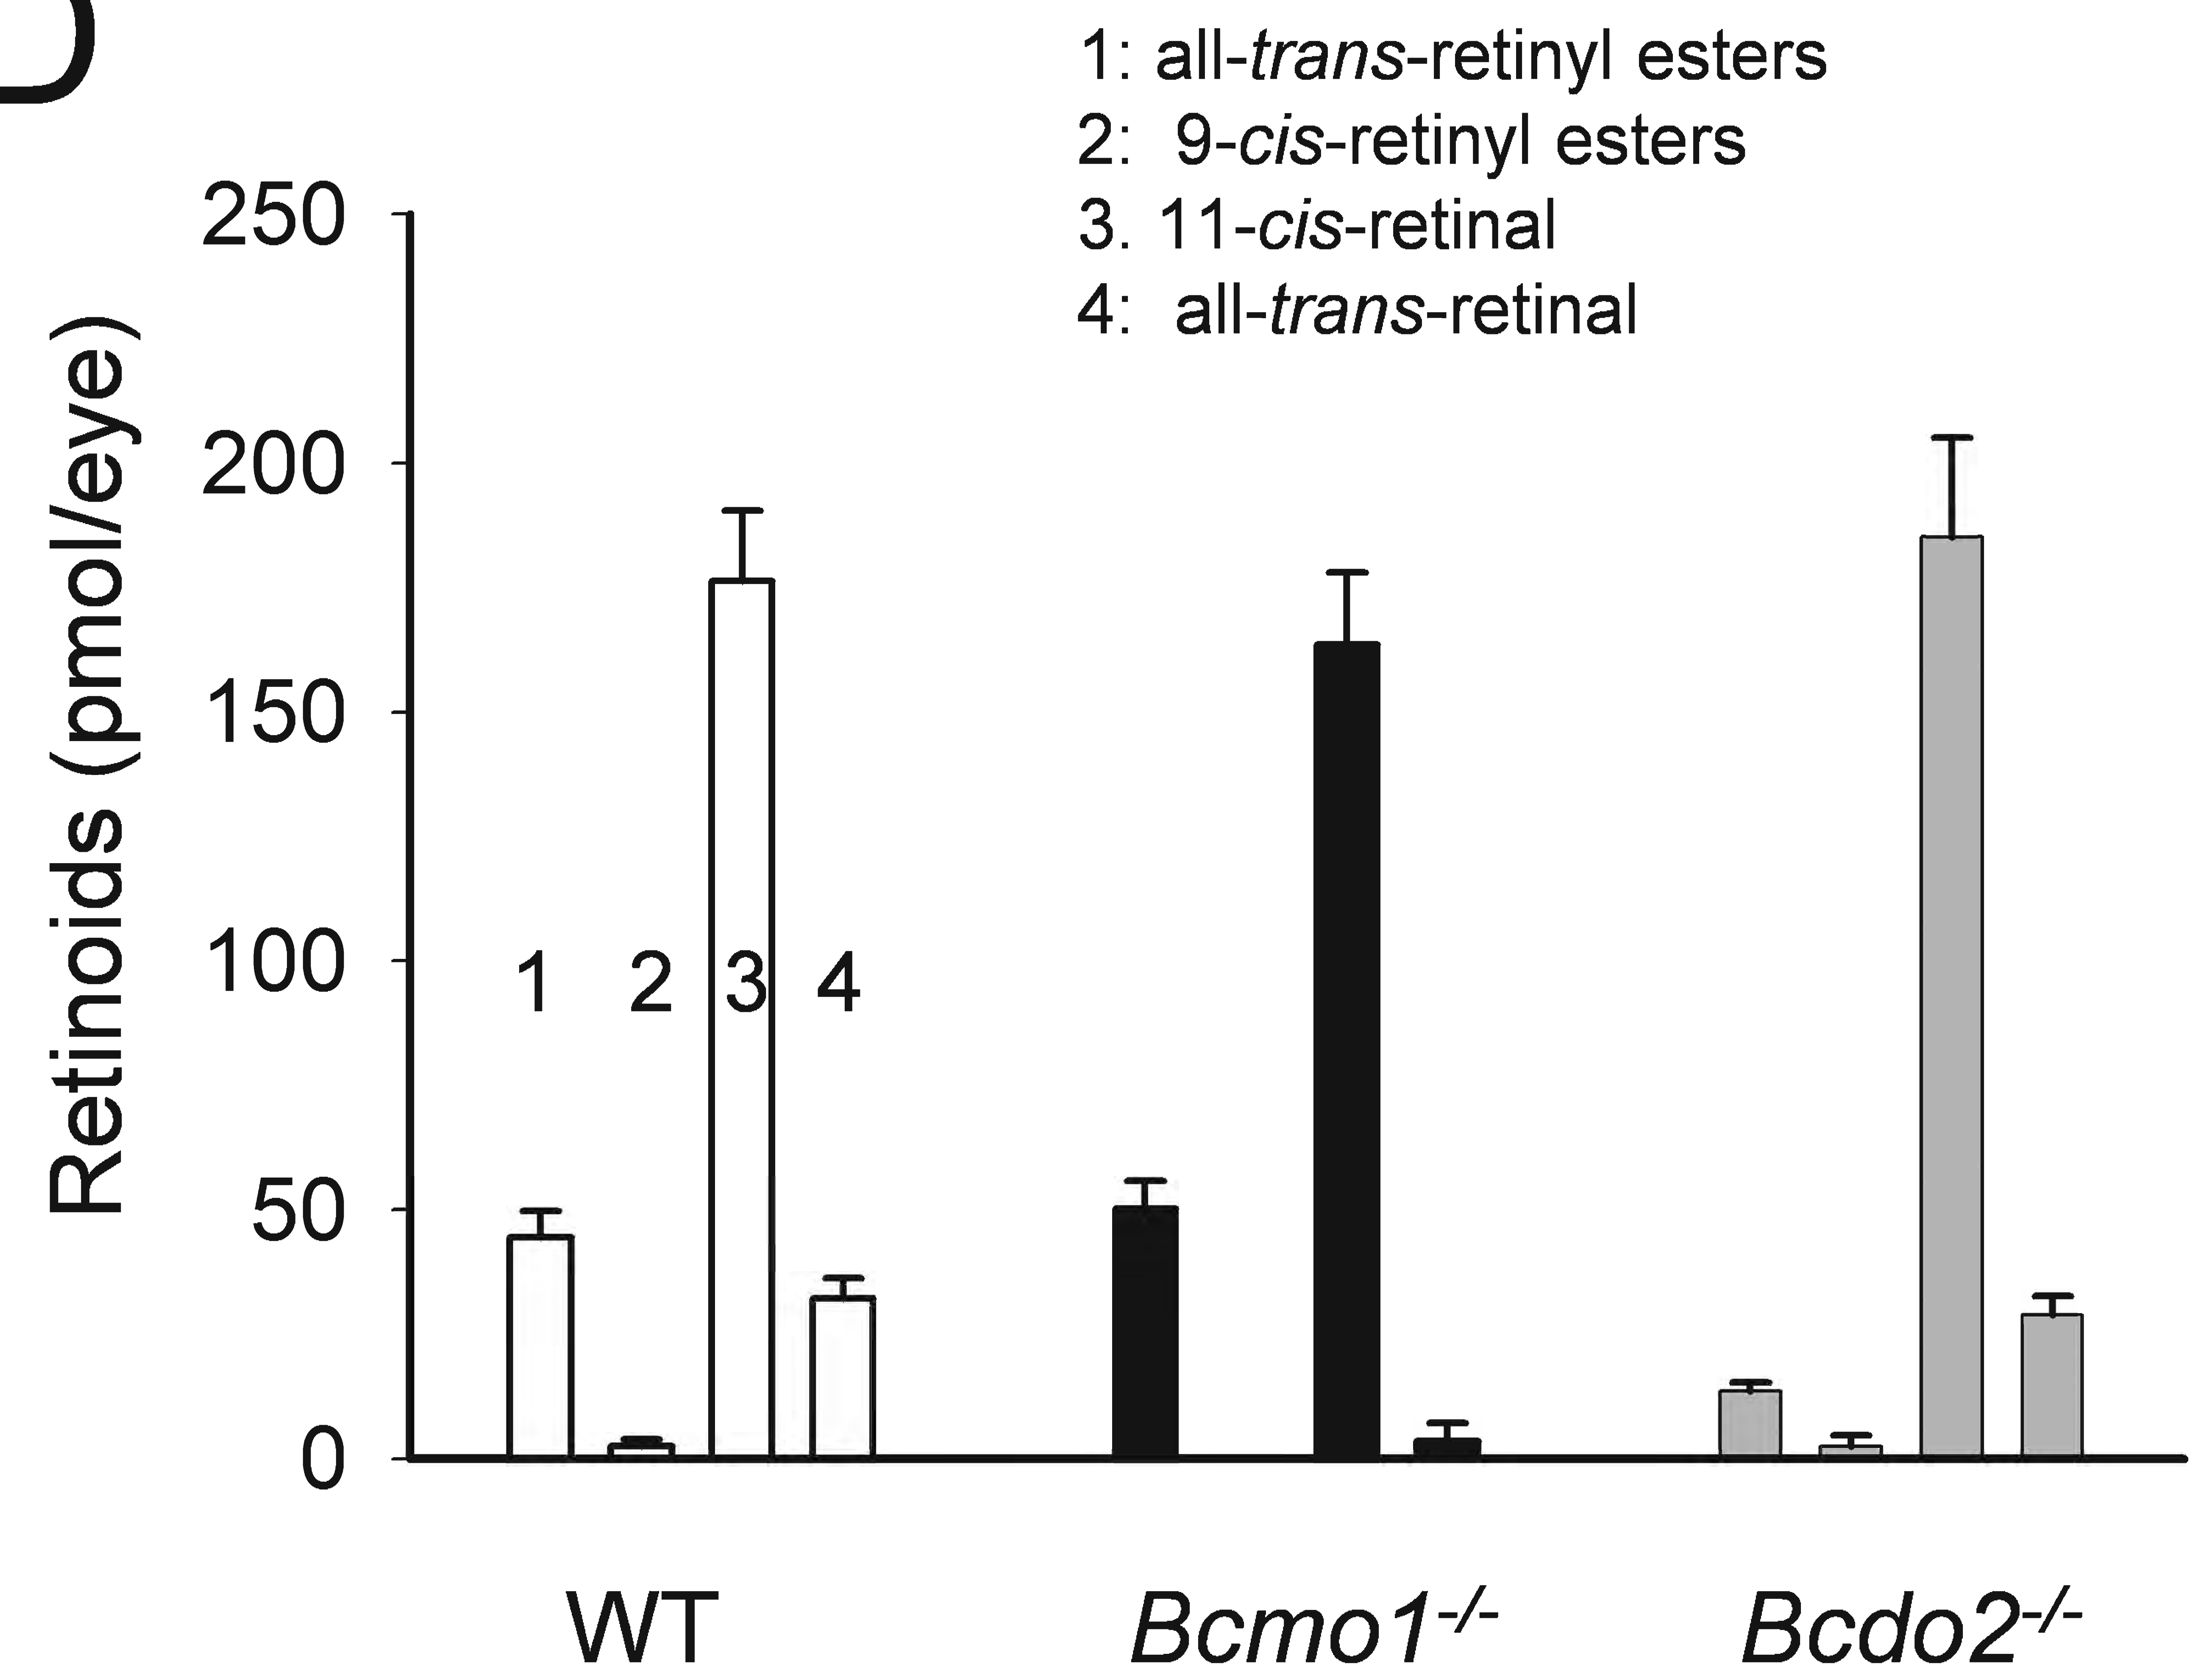 D
1: all-trans-retinyl esters
2: 9-cis-retinyl esters
3. 11-cis-retinal
4: all-trans-retinal
Retinoids (pmol/eye)
250
200
150
100
50
0
1 2 3 4
WT Bcmo1-/- Bcdo2-/-